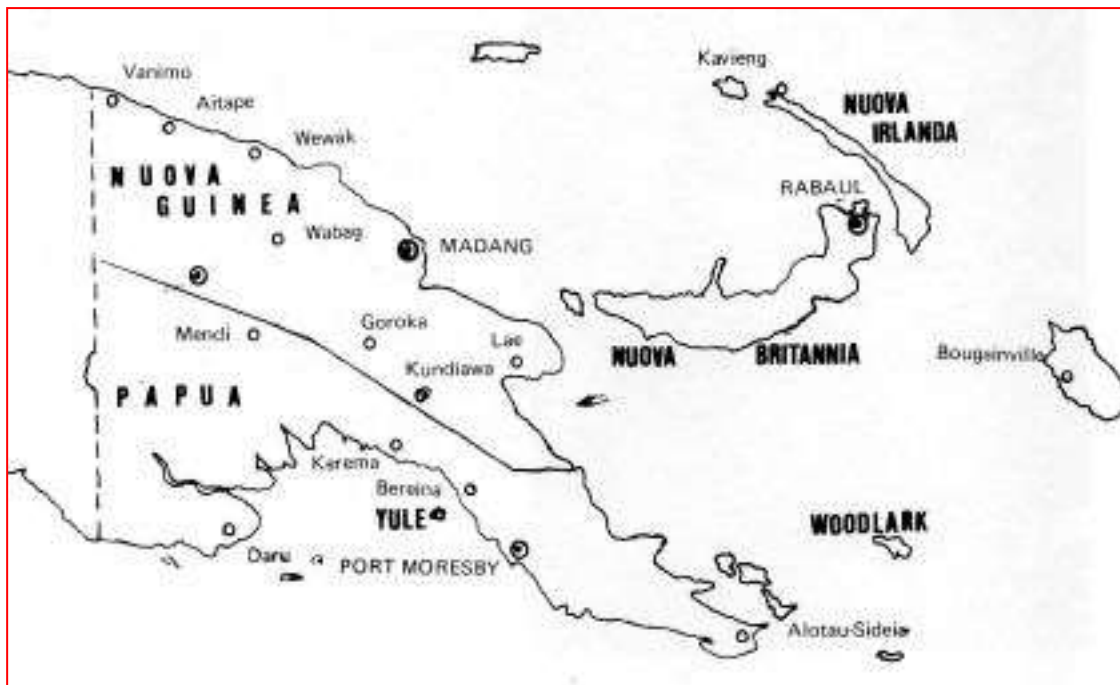 Vanimo
Aitape
Wewak
Kavieng
NUOVA
IRLANDA
NUOVA
GUINEA
RABAUL
Wabag
MADANG
Mendi
Goroka
Lae
Kundiawa
NUOVA BRITANNIA
Bougainville
PAPUA
Kerema
Bereina
YULE
WOODLARK
Daru
PORT MORESBY
Alotau-Sideia